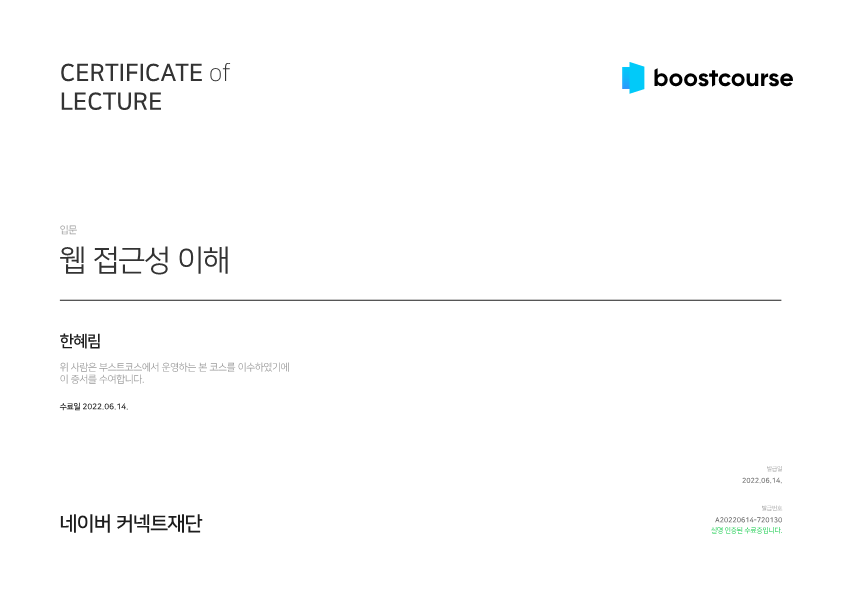 CERTIFICATE of
LECTURE
boostcourse
입문
웹 접근성 이해
한혜림
위 사람은 부스트코스에서 운영하는 본 코스를 이수하였기에
이 증서를 수여합니다.
수료일 2022.06.14.
발급일
2022.06.14.
네이버 커넥트재단
발급번호
A20220614-720130
실명 인증된 수료증입니다.